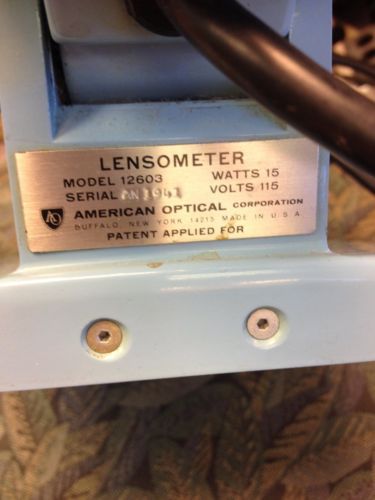 LENSOMETER
MODEL 12603 WATTS 15
SERIAL VOLTS 115
AO AMERICAN OPTICAL CORPORATION
BUFFALO, NEW YORK 14215 MADE IN U S A
PATENT APPLIED FOR